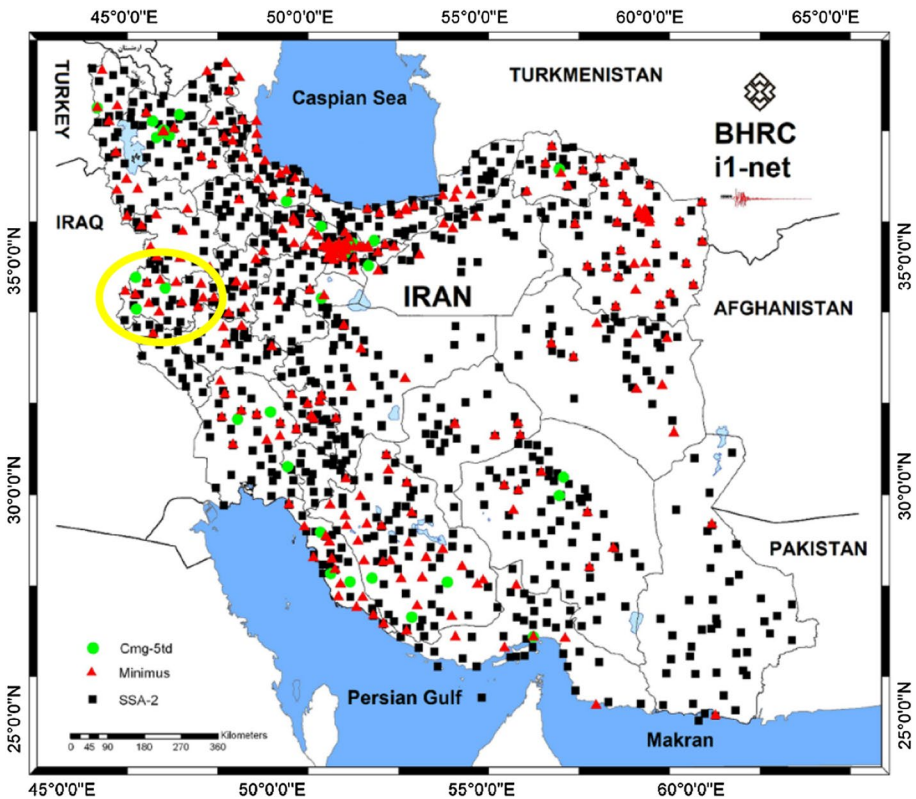 45°0'0"E 50°0'0"E 55°0'0"E 60°0'0"E 65°0'0"E
ارمنستان
TURKEY
Caspian Sea
TURKMENISTAN
BHRC
i1-net
IRAQ
35°0'0"N
35°0'0"N
IRAN
AFGHANISTAN
30°0'0"N
30°0'0"N
PAKISTAN
Cmg-5td
Minimus
SSA-2
Persian Gulf
25°0'0"N
25°0'0"N
Kilometers
0 45 90 180 270 360
Makran
45°0'0"E 50°0'0"E 55°0'0"E 60°0'0"E